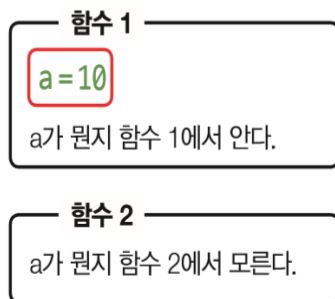 함수 1
a=10
a가 뭔지 함수 1에서 안다.
함수 2
a가 뭔지 함수 2에서 모른다.